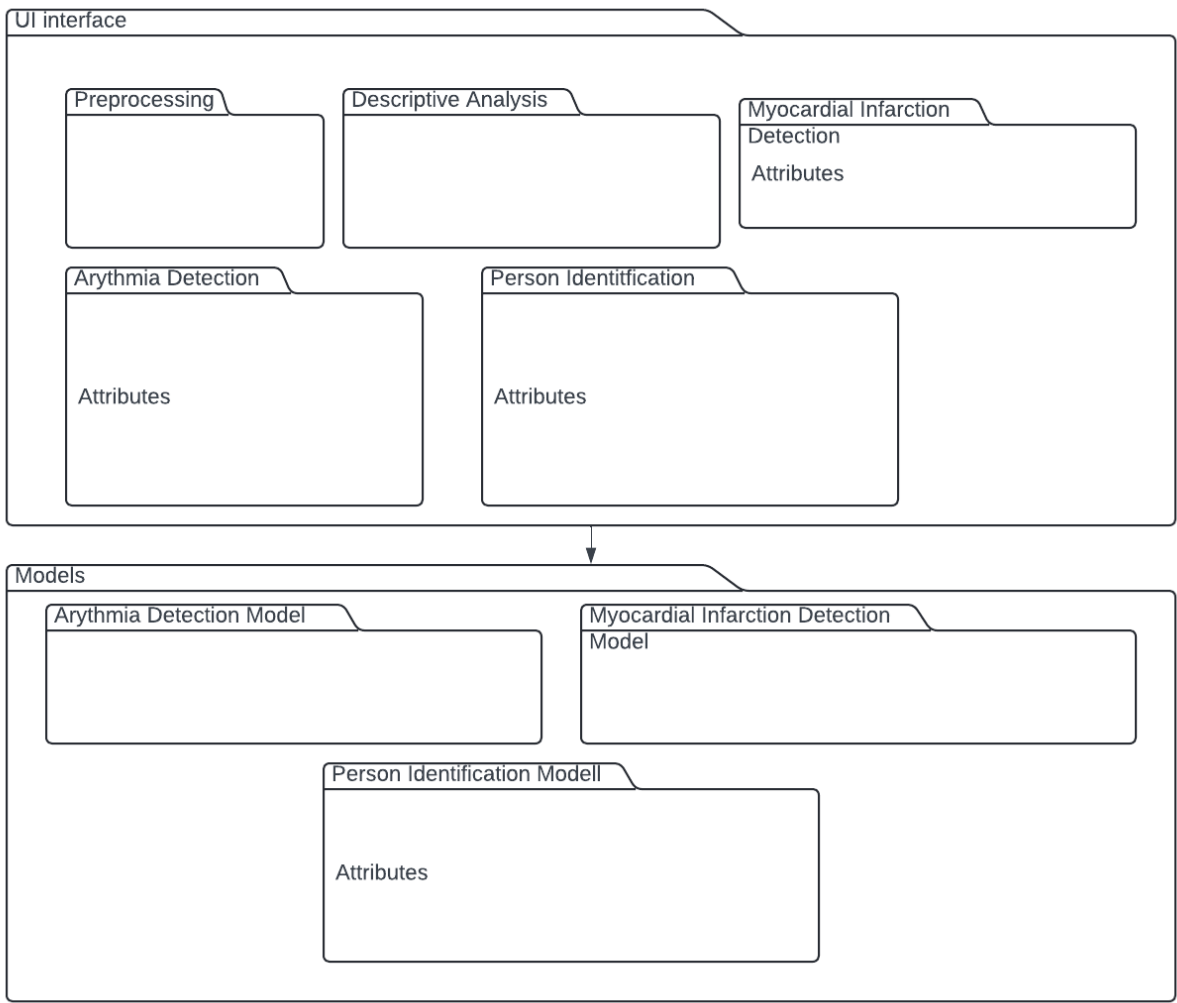 UI interface
Preprocessing
Descriptive Analysis
Myocardial Infarction
Detection
Attributes
Arythmia Detection
Attributes
Person Identitfication
Attributes
Models
Arythmia Detection Model
Myocardial Infarction Detection
Model
Person Identification Modell
Attributes